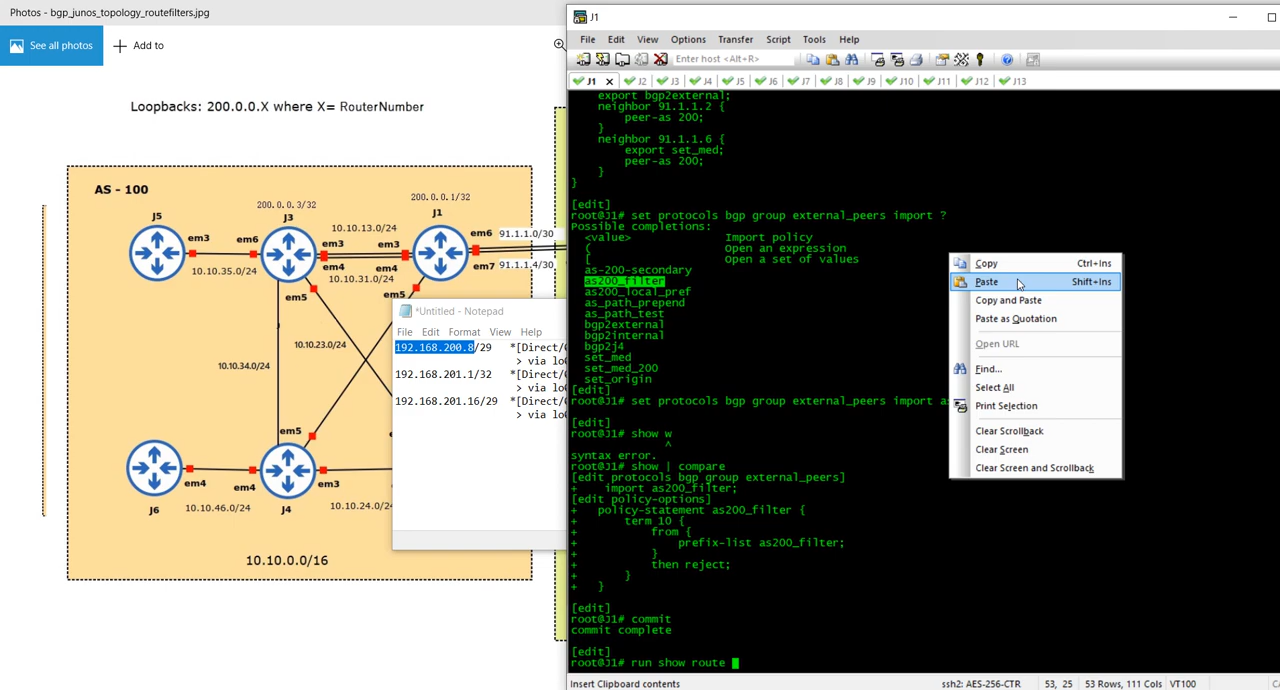 Photos - bgp_junos_topology_routefilters.jpg
See all photos
Add to
Loopbacks: 200.0.0.X where X= RouterNumber
AS - 100
200.0.0.3/32
200.0.0.1/32
J5
J3
J1
10.10.13.0/24
em3
em6
em3
em3
em6
91.1.1.0/30
em4
em4
em7
91.1.1.4/30
10.10.35.0/24
10.10.31.0/24
em5
em5
10.10.23.0/24
10.10.34.0/24
em5
em4
em4
em3
J6
10.10.46.0/24
J4
10.10.24.0/24
10.10.0.0/16
*Untitled - Notepad
File Edit Format View Help
192.168.200.8/29 *[Direct/
> via lo
192.168.201.1/32 *[Direct/
> via lo
192.168.201.16/29 *[Direct/
> via lo
J1
File Edit View Options Transfer Script Tools Help
Enter host <Alt+R>
J1 J2 J3 J4 J5 J6 J7 J8 J9 J10 J11 J12 J13
export bgp2external;
neighbor 91.1.1.2 {
peer-as 200;
}
neighbor 91.1.1.6 {
export set_med;
peer-as 200;
}
}
[edit]
root@J1# set protocols bgp group external_peers import ?
Possible completions:
<value> Import policy
( Open an expression
[ Open a set of values
as-200-secondary
as200_filter
as200_local_pref
as_path_prepend
as_path_test
bgp2external
bgp2internal
bgp2j4
set_med
set_med_200
set_origin
[edit]
root@J1# set protocols bgp group external_peers import as
[edit]
root@J1# show w
^
syntax error.
root@J1# show | compare
[edit protocols bgp group external_peers]
+ import as200_filter;
[edit policy-options]
+ policy-statement as200_filter {
+ term 10 {
+ from {
+ prefix-list as200_filter;
+ }
+ then reject;
+ }
+ }
[edit]
root@J1# commit
commit complete
[edit]
root@J1# run show route
Copy Ctrl+Ins
Paste Shift+Ins
Copy and Paste
Paste as Quotation
Open URL
Find...
Select All
Print Selection
Clear Scrollback
Clear Screen
Clear Screen and Scrollback
Insert Clipboard contents
ssh2: AES-256-CTR 53, 25 53 Rows, 111 Cols VT100